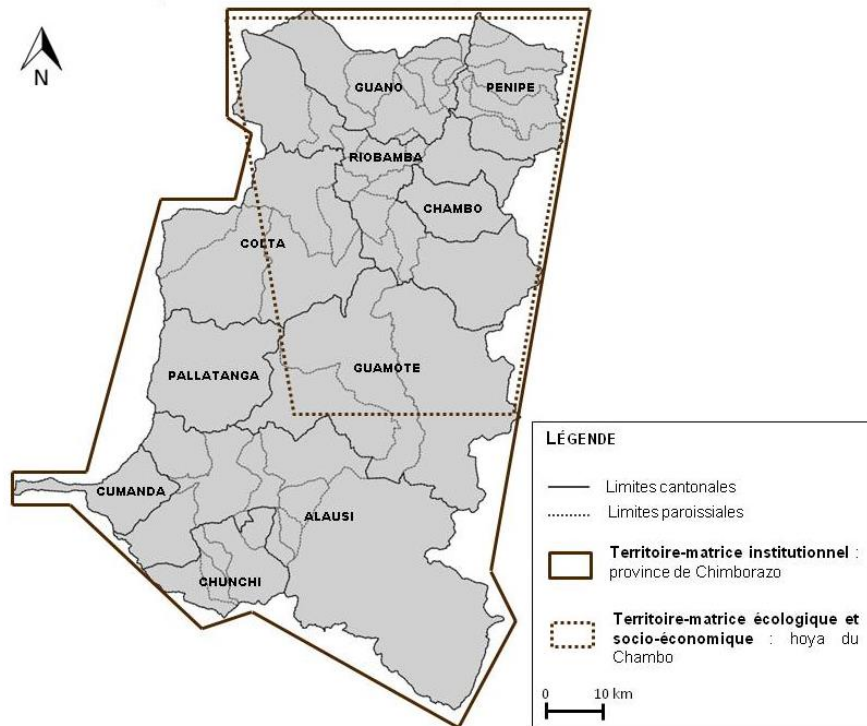 N
GUANO
PENIPE
RIOBAMBA
CHAMBO
COLTA
GUAMOTE
PALLATANGA
CUMANDA
ALAUSI
CHUNCHI
LÉGENDE
Limites cantonales
Limites paroissiales
Territoire-matrice institutionnel :
province de Chimborazo
Territoire-matrice écologique et
socio-économique : hoya du
Chambo
0 10 km